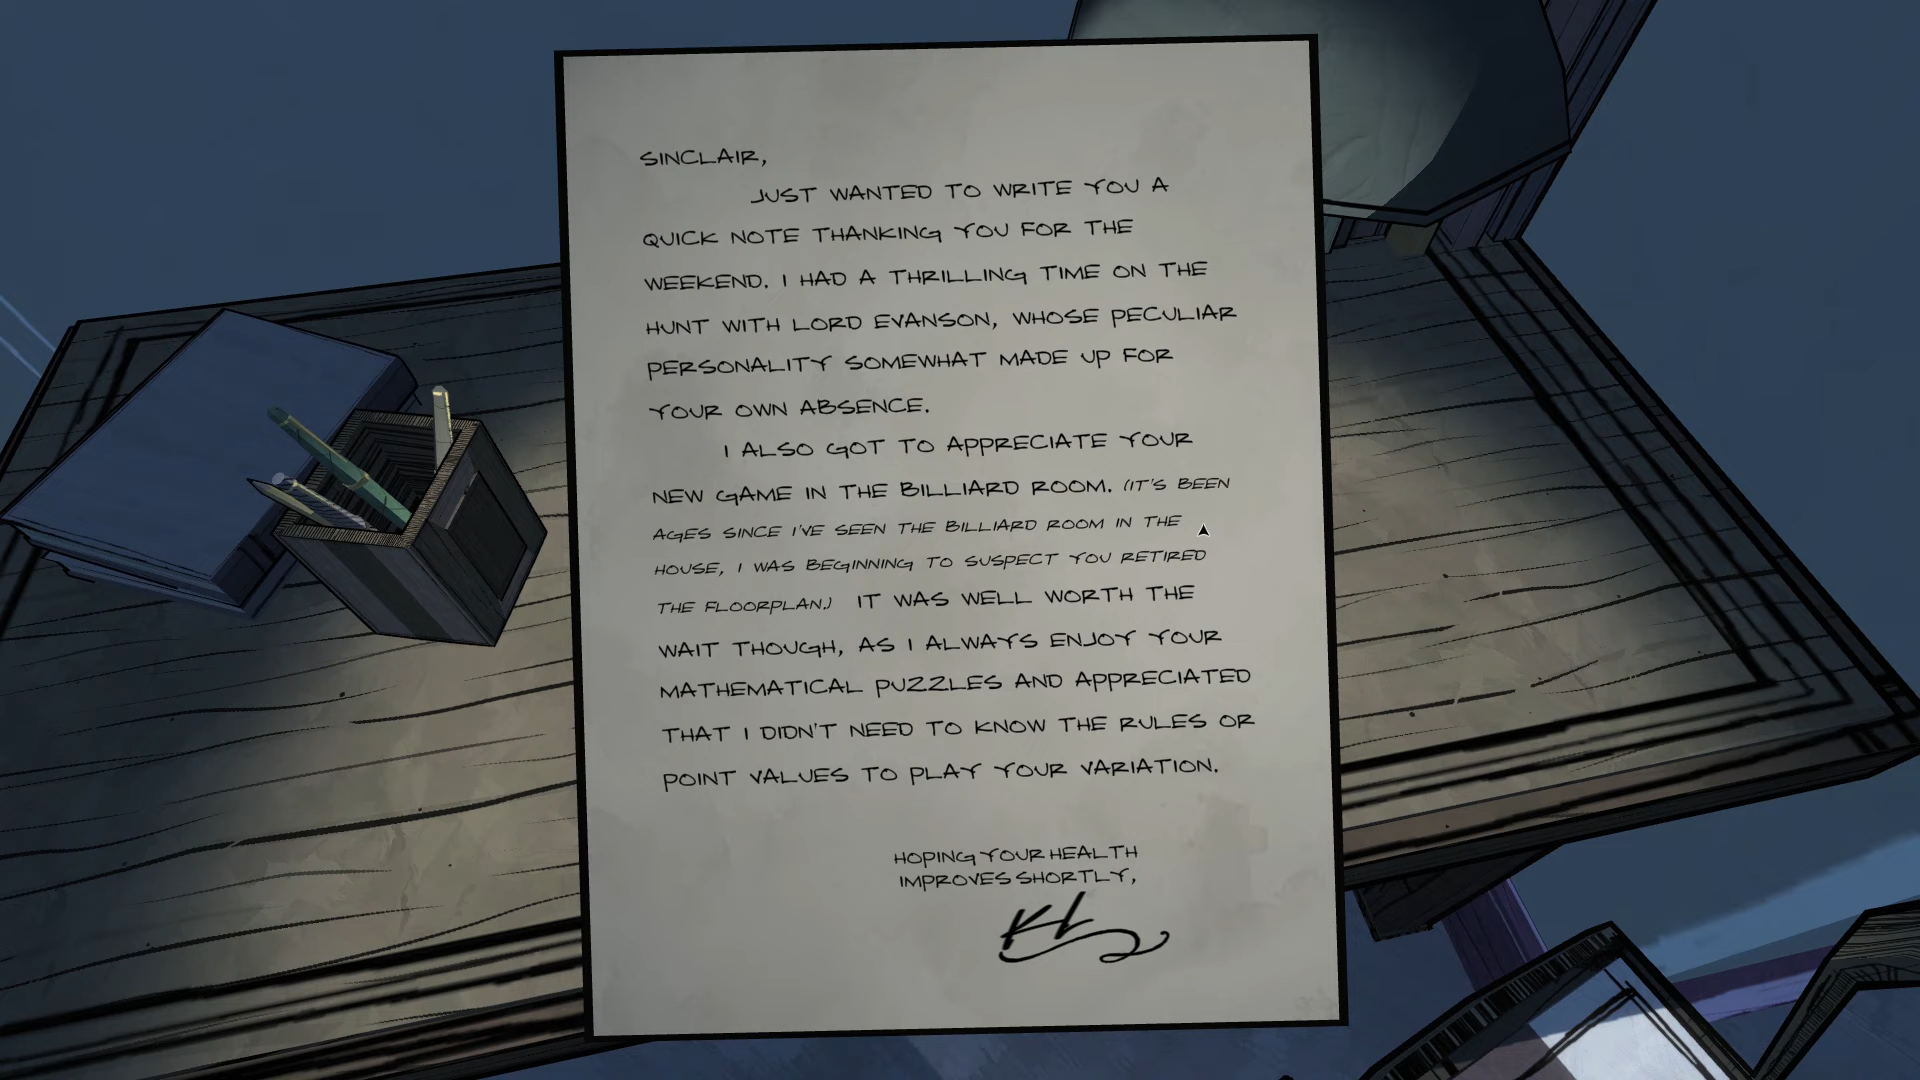 SINCLAIR,
JUST WANTED TO WRITE YOU A
QUICK NOTE THANKING YOU FOR THE
WEEKEND. I HAD A THRILLING TIME ON THE
HUNT WITH LORD EVANSON, WHOSE PECULIAR
PERSONALITY SOMEWHAT MADE UP FOR
YOUR OWN ABSENCE.
I ALSO GOT TO APPRECIATE YOUR
NEW GAME IN THE BILLIARD ROOM. (IT'S BEEN
AGES SINCE I'VE SEEN THE BILLIARD ROOM IN THE
HOUSE, I WAS BEGINNING TO SUSPECT YOU RETIRED
THE FLOORPLAN.) IT WAS WELL WORTH THE
WAIT THOUGH, AS I ALWAYS ENJOY YOUR
MATHEMATICAL PUZZLES AND APPRECIATED
THAT I DIDN'T NEED TO KNOW THE RULES OR
POINT VALUES TO PLAY YOUR VARIATION.
HOPING YOUR HEALTH
IMPROVES SHORTLY,